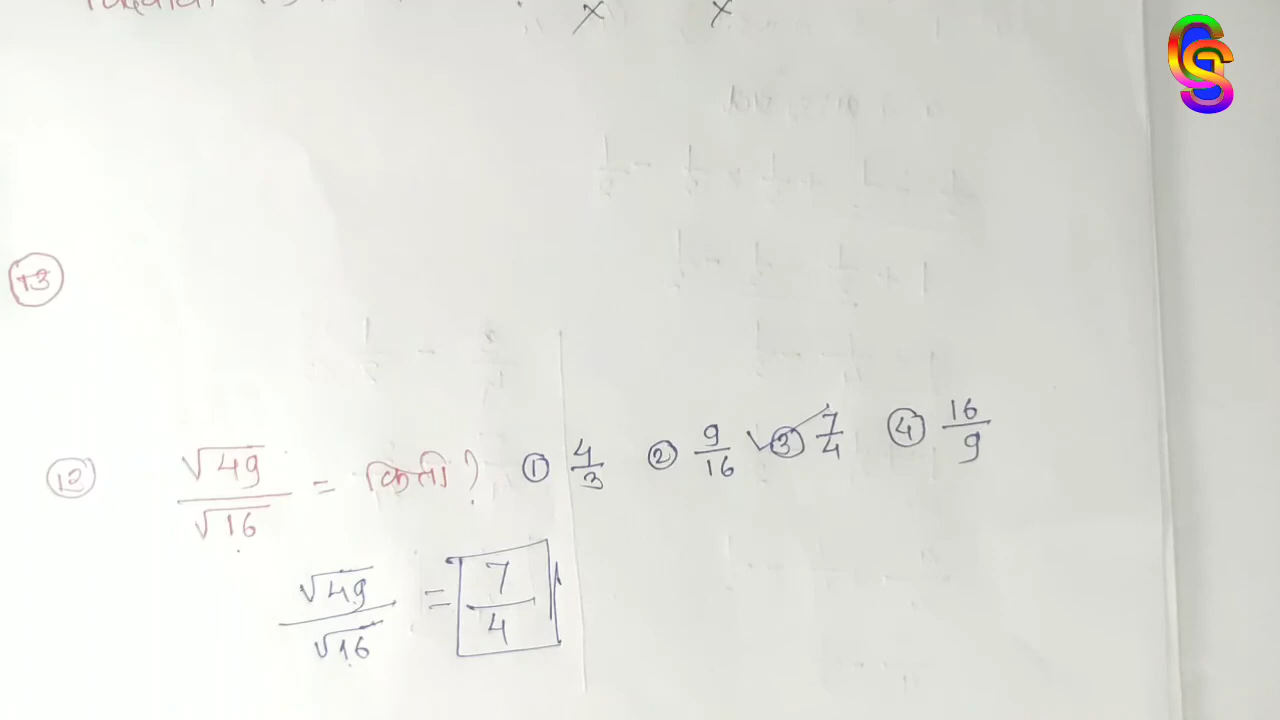 x x
13
12 √49/√16 = किती? ① 4/3 ② 9/16 ✓③ 7/4 ④ 16/9
√49/√16 = 7/4